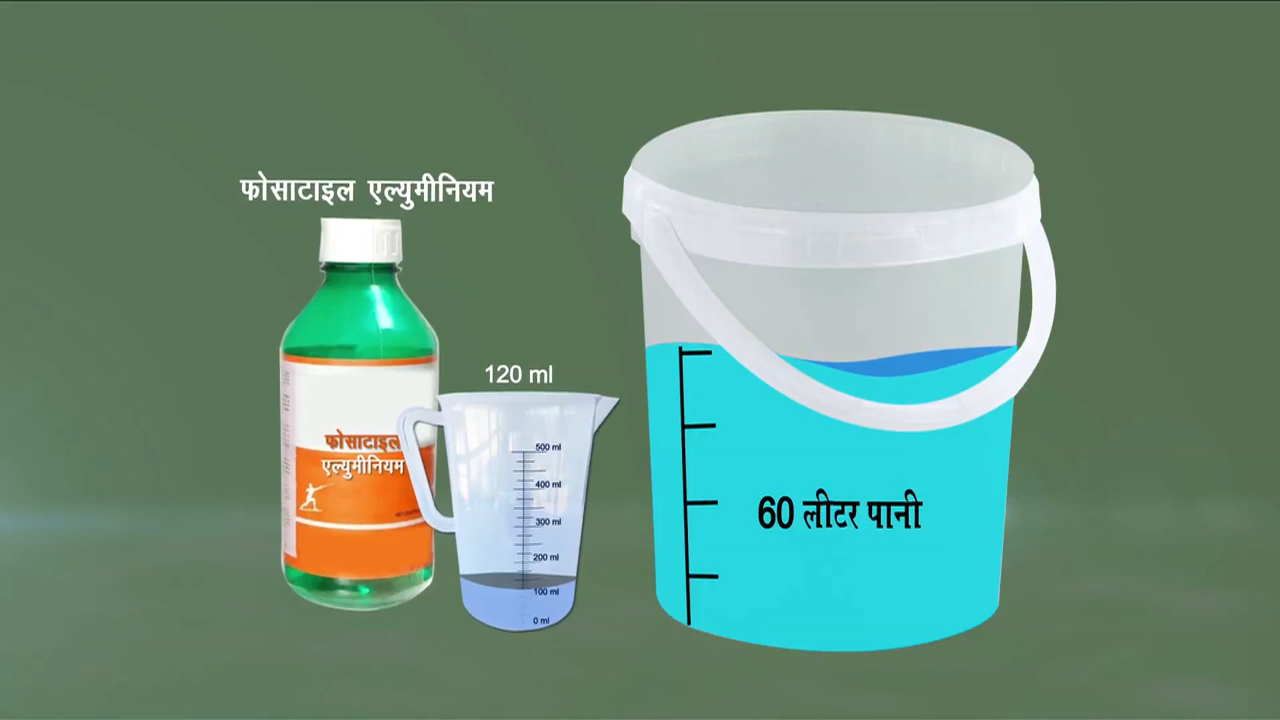 फोसाटाइल एल्युमीनियम
120 ml
फोसाटाइल
एल्युमीनियम
500 ml
400 ml
300 ml
200 ml
100 ml
0 ml
60 लीटर पानी